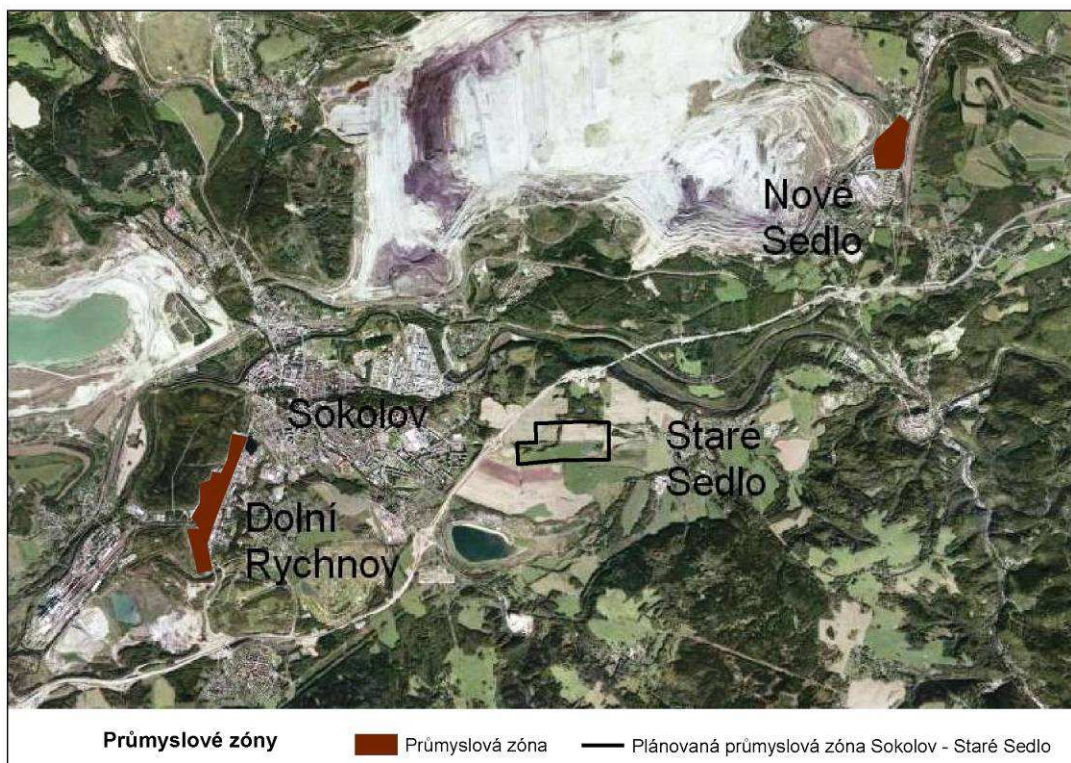 Nové
Sedlo
Sokolov
Staré
Sedlo
Dolní
Rychnov
Průmyslové zóny
Průmyslová zóna
Plánovaná průmyslová zóna Sokolov - Staré Sedlo